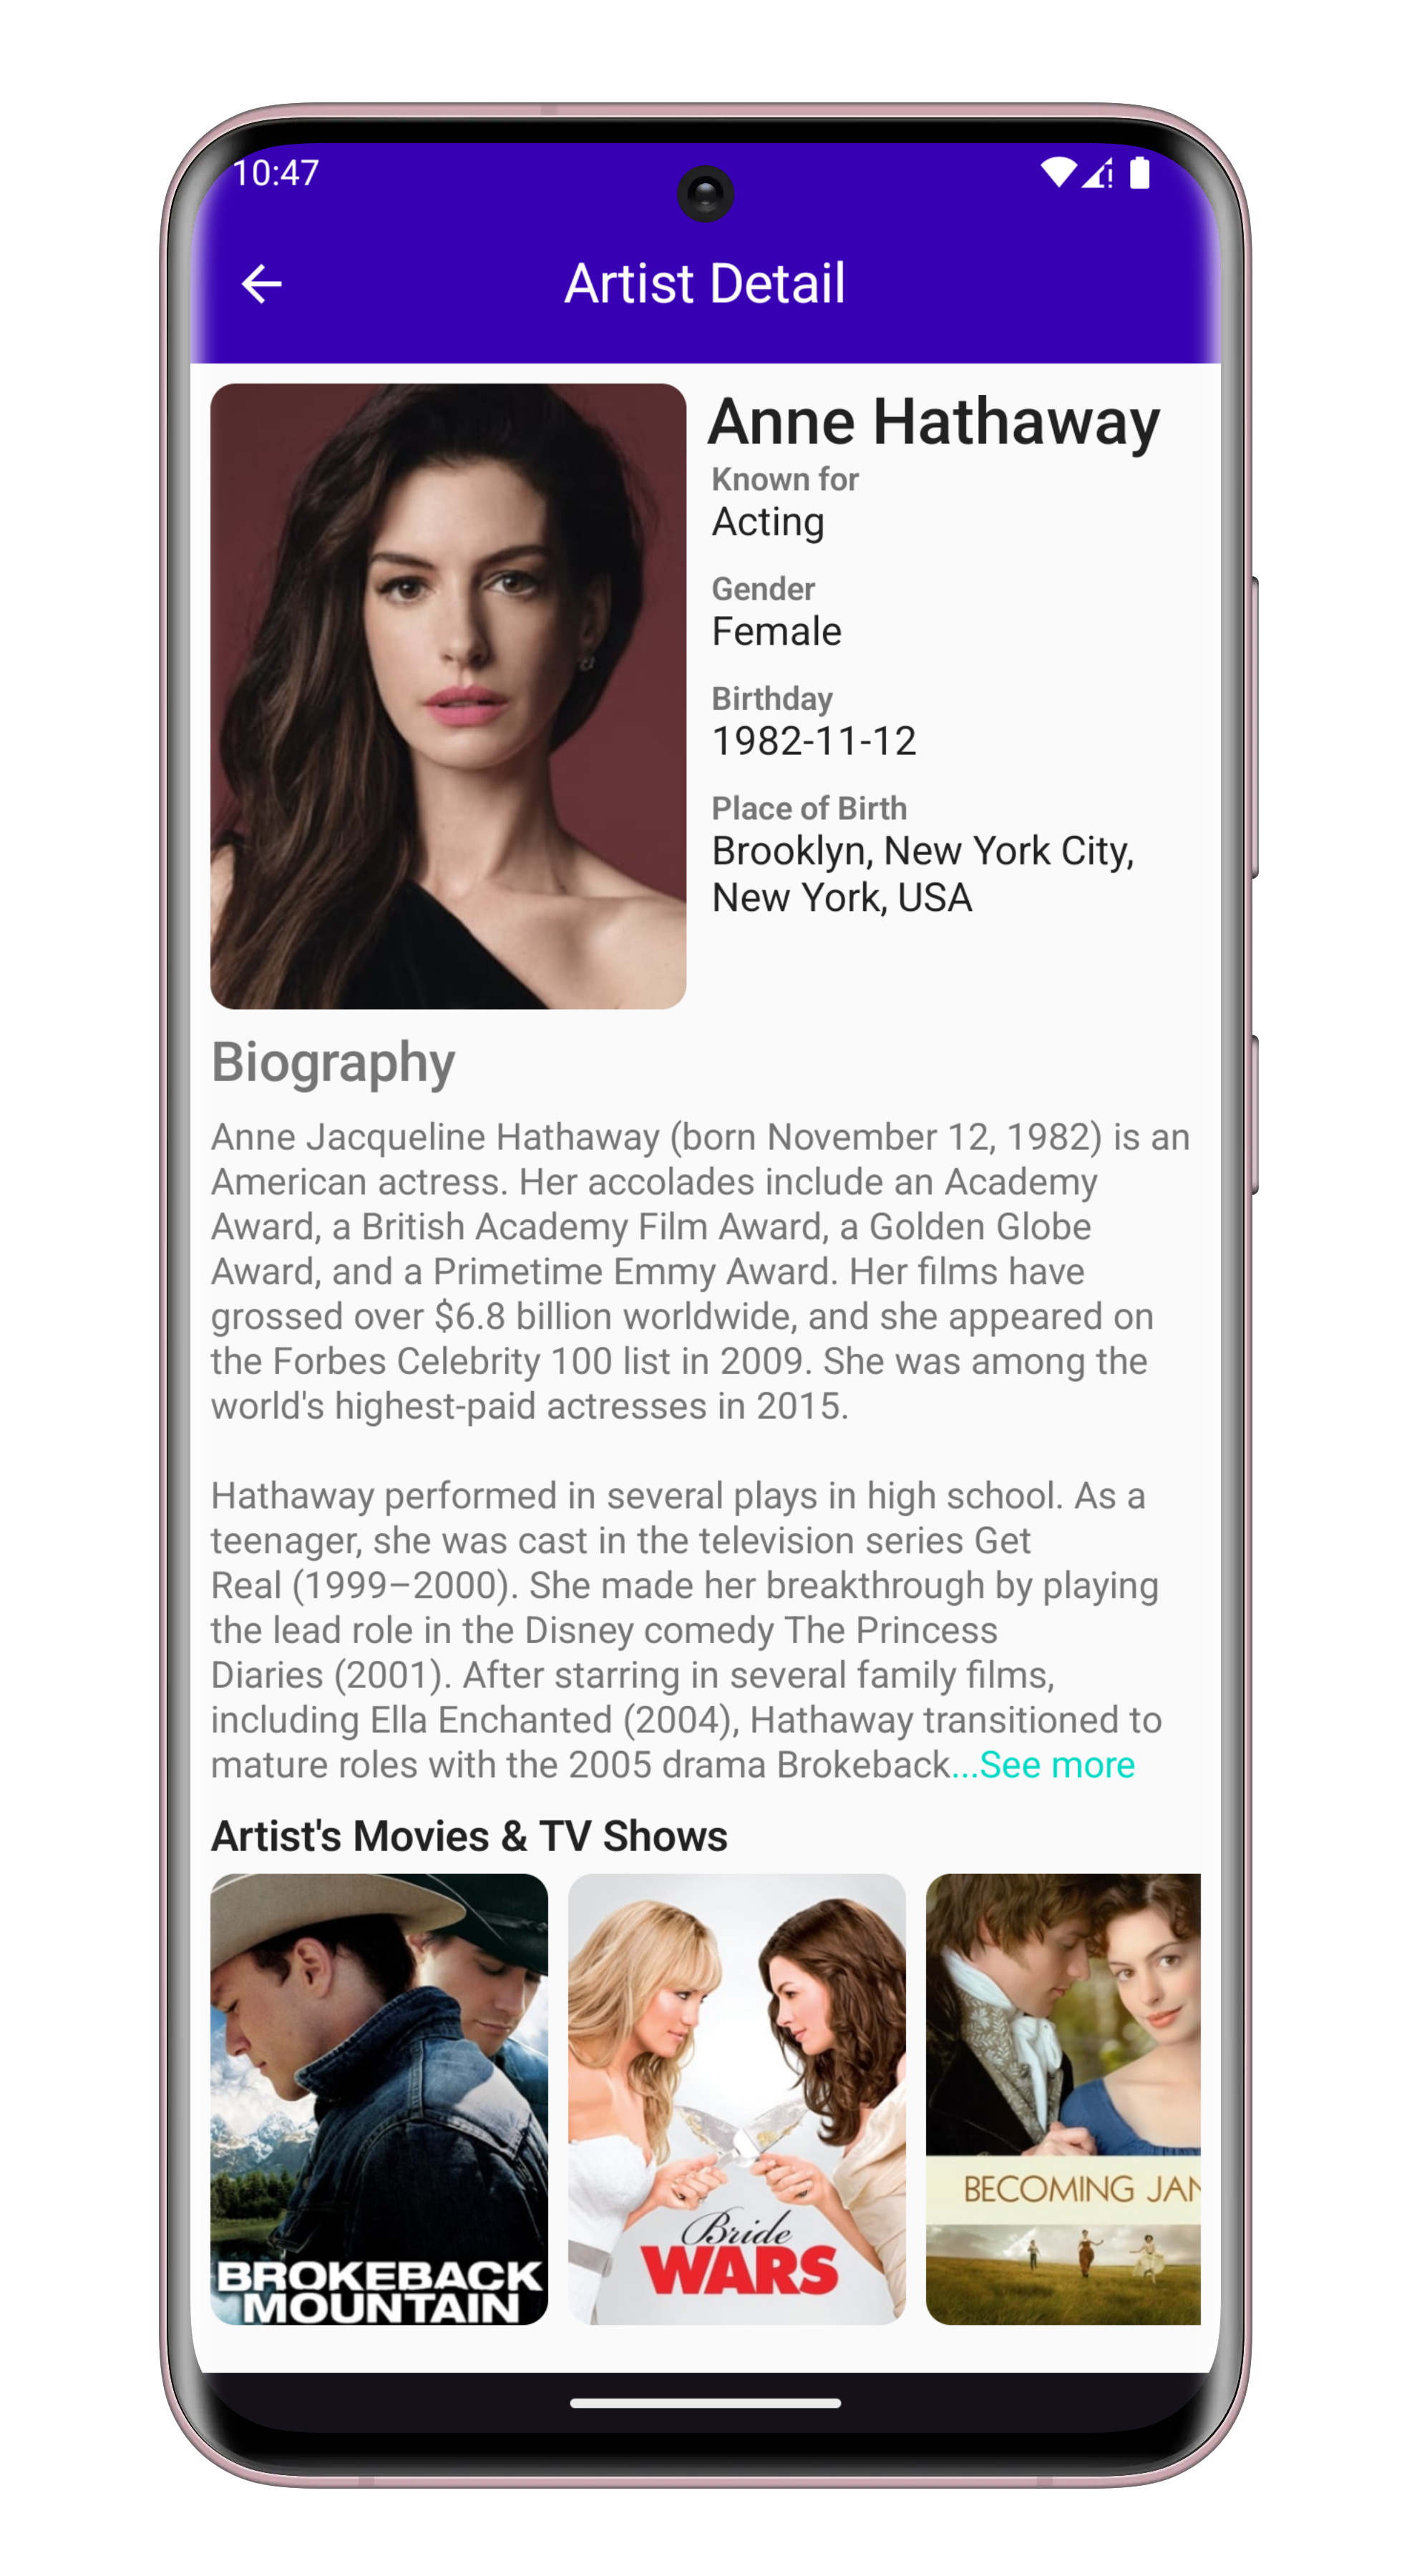 10:47
Artist Detail
Anne Hathaway
Known for
Acting
Gender
Female
Birthday
1982-11-12
Place of Birth
Brooklyn, New York City,
New York, USA
Biography
Anne Jacqueline Hathaway (born November 12, 1982) is an
American actress. Her accolades include an Academy
Award, a British Academy Film Award, a Golden Globe
Award, and a Primetime Emmy Award. Her films have
grossed over $6.8 billion worldwide, and she appeared on
the Forbes Celebrity 100 list in 2009. She was among the
world's highest-paid actresses in 2015.
Hathaway performed in several plays in high school. As a
teenager, she was cast in the television series Get
Real (1999–2000). She made her breakthrough by playing
the lead role in the Disney comedy The Princess
Diaries (2001). After starring in several family films,
including Ella Enchanted (2004), Hathaway transitioned to
mature roles with the 2005 drama Brokeback...See more
Artist's Movies & TV Shows
BROKEBACK
MOUNTAIN
Bride
WARS
BECOMING JAN